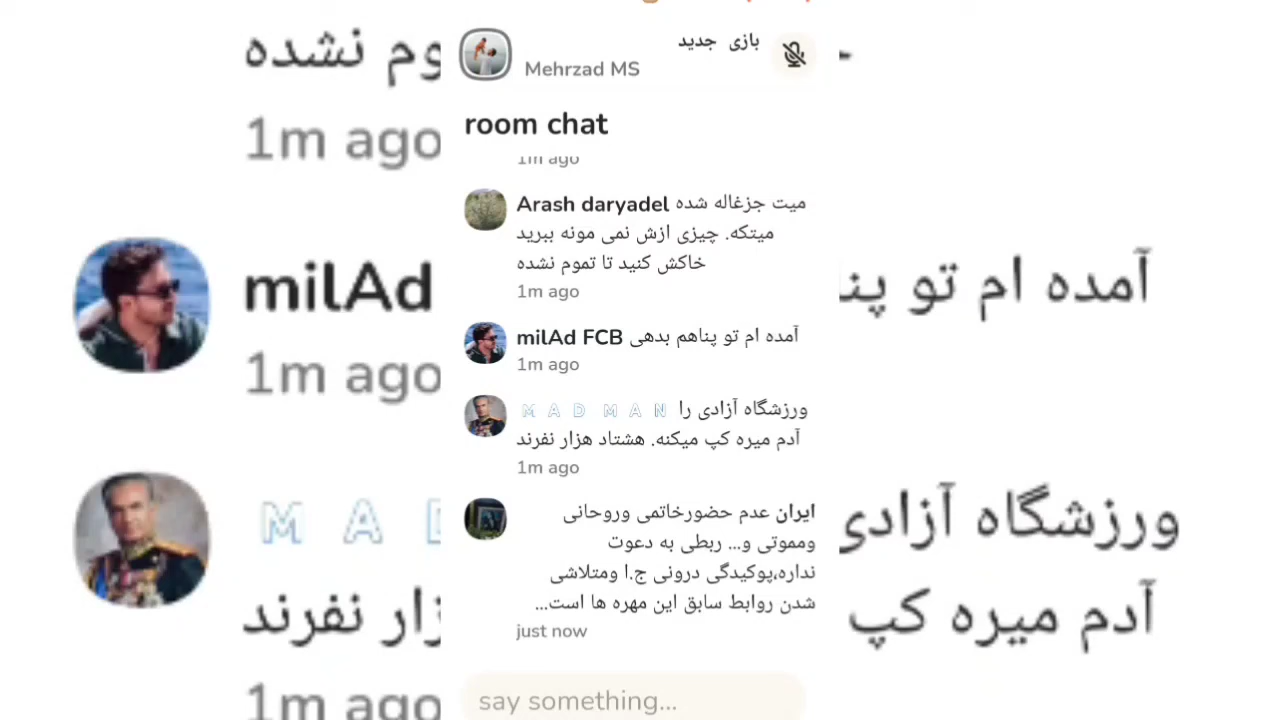 بازی جدید
Mehrzad MS
room chat
1m ago
Arash daryadel میت جزغاله شده
میتکه. چیزی ازش نمی مونه ببرید
خاکش کنید تا تموم نشده
1m ago
milAd FCB آمده ام تو پناهم بدهی
1m ago
M A D M A N ورزشگاه آزادی را
آدم میره کپ میکنه. هشتاد هزار نفرند
1m ago
ایران عدم حضورخاتمی وروحانی
ومموتی و... ربطی به دعوت
نداره،پوکیدگی درونی ج.ا ومتلاشی
شدن روابط سابق این مهره ها است...
just now
say something...
وم نشده
1m ago
milAd
آمده ام تو پنا
1m ago
M A D
ورزشگاه آزادی
زار نفرند
آدم میره کپ
1m ago